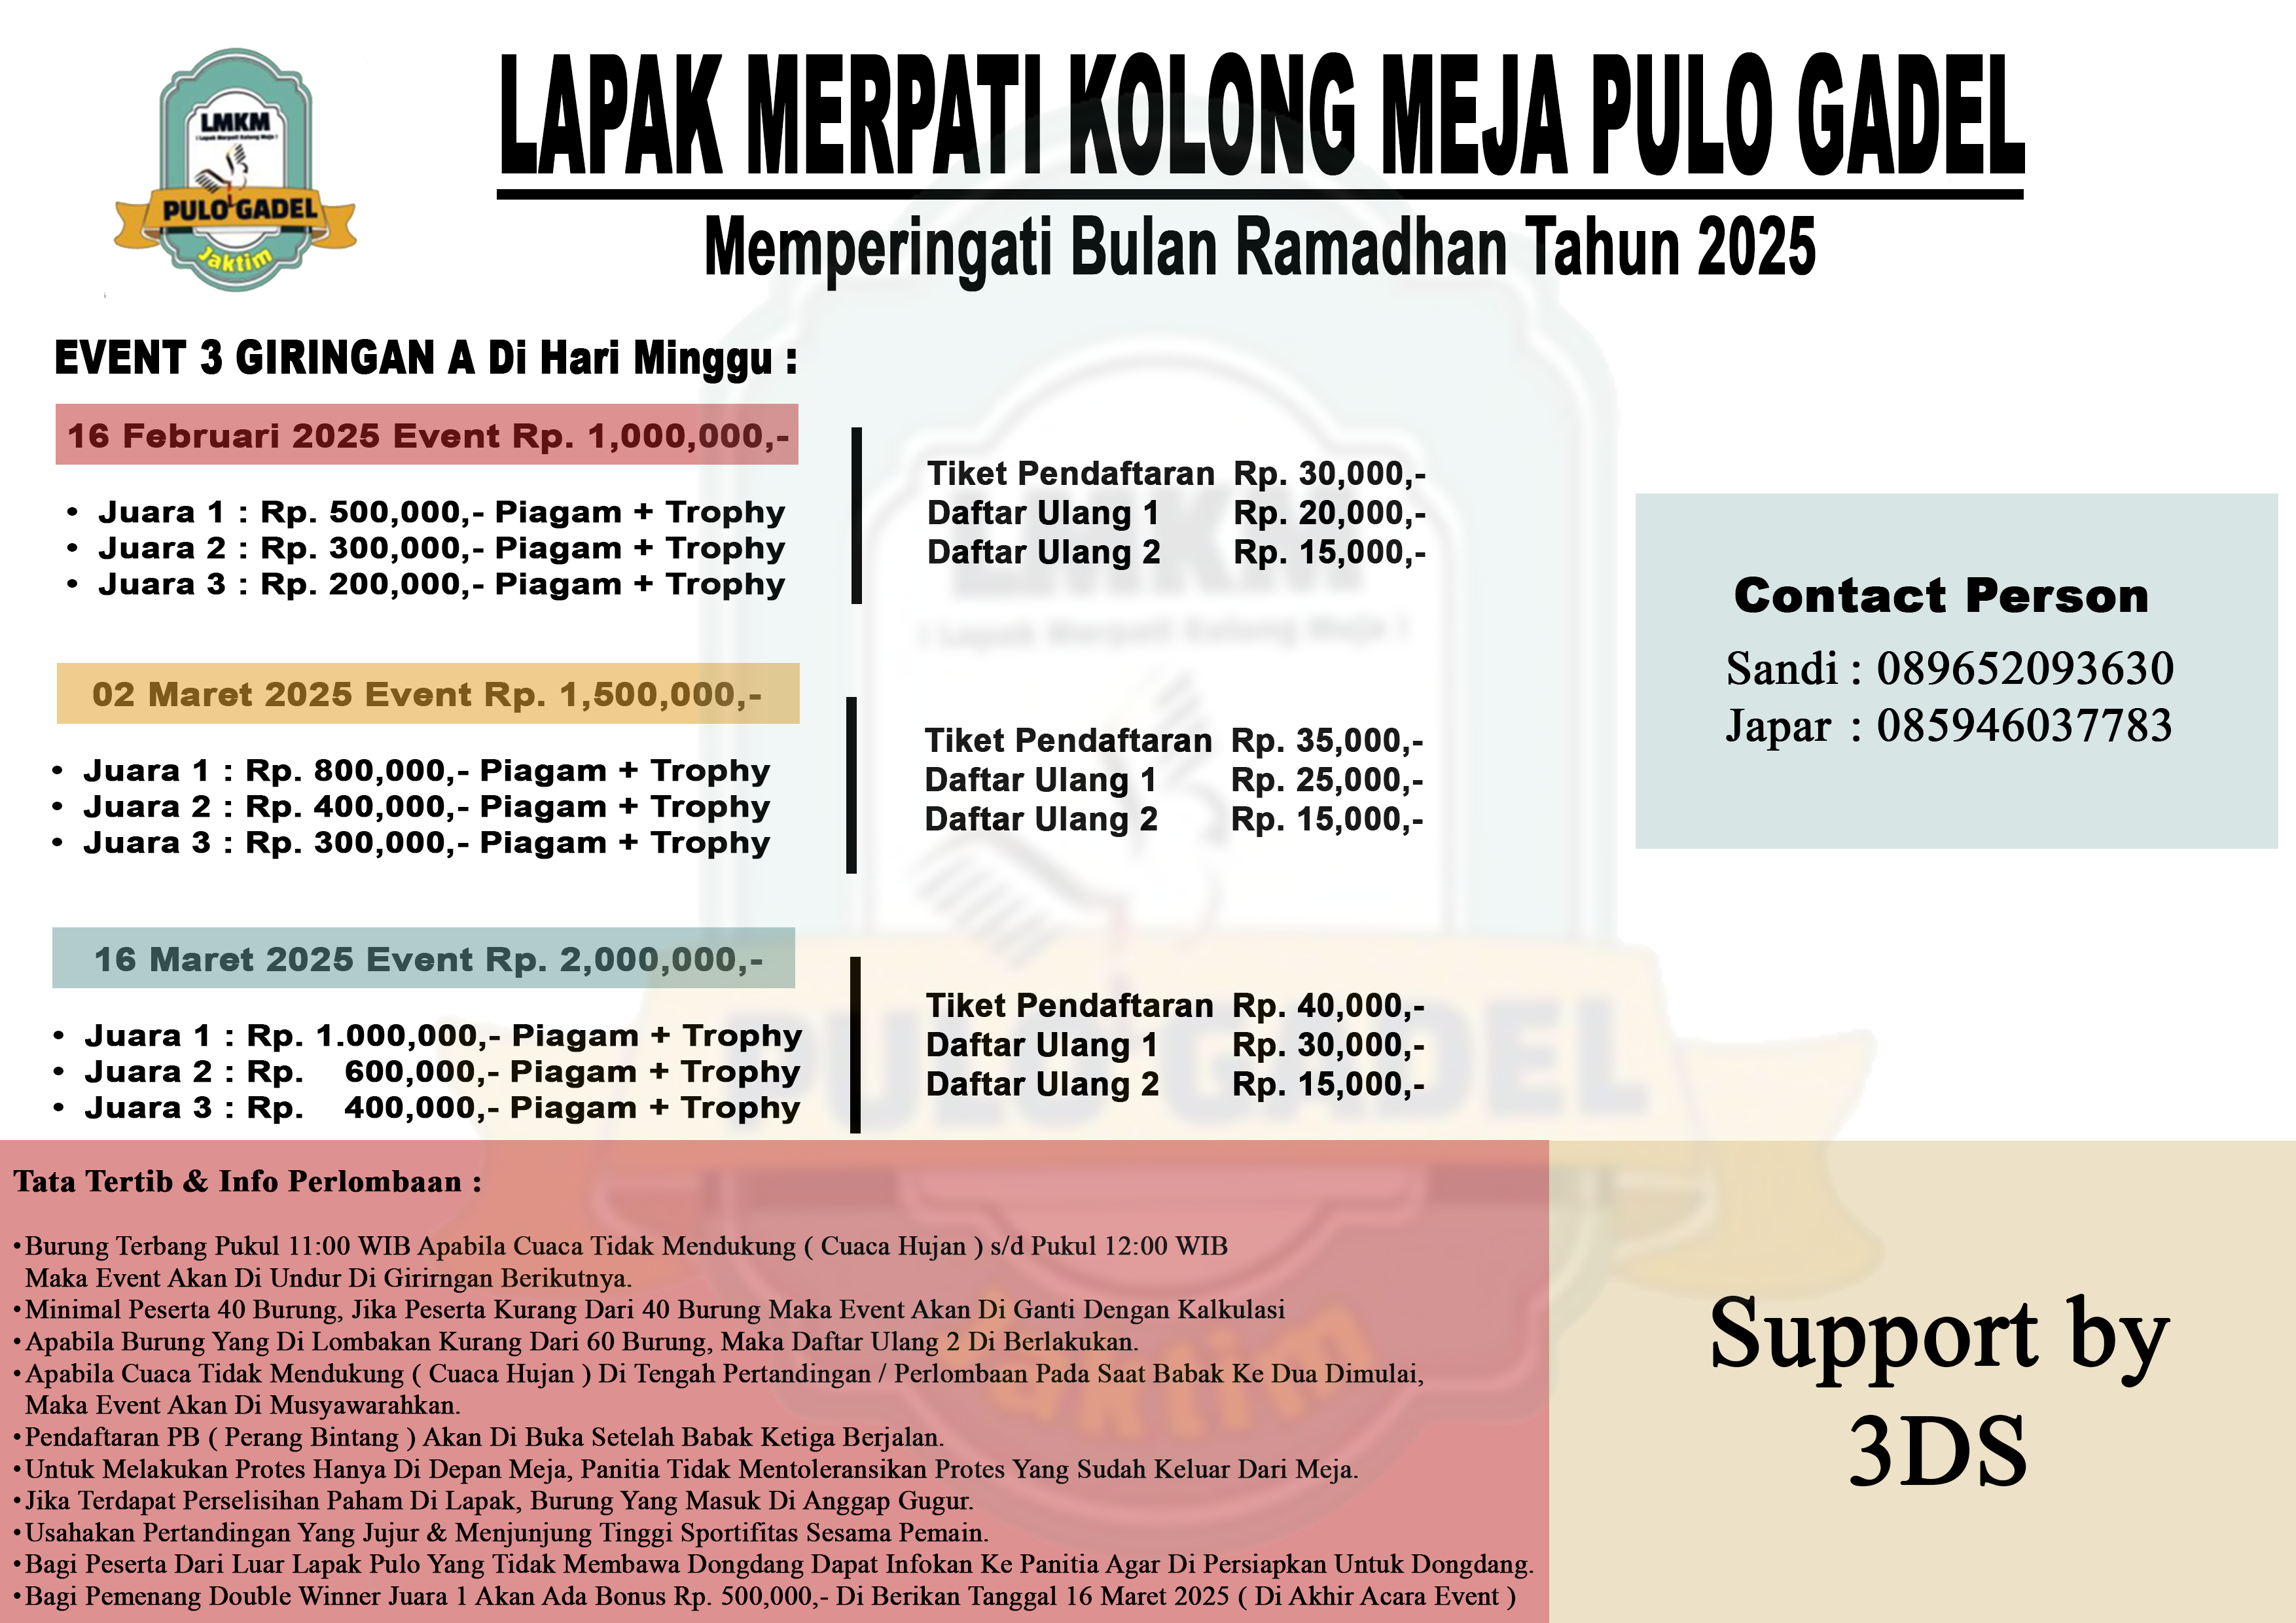 LMKM
( Lapak Merpati Kolong Meja )
PULO GADEL
Jaktim
LAPAK MERPATI KOLONG MEJA PULO GADEL
Memperingati Bulan Ramadhan Tahun 2025
EVENT 3 GIRINGAN A Di Hari Minggu :
16 Februari 2025 Event Rp. 1,000,000,-
• Juara 1 : Rp. 500,000,- Piagam + Trophy
• Juara 2 : Rp. 300,000,- Piagam + Trophy
• Juara 3 : Rp. 200,000,- Piagam + Trophy
Tiket Pendaftaran Rp. 30,000,-
Daftar Ulang 1 Rp. 20,000,-
Daftar Ulang 2 Rp. 15,000,-
02 Maret 2025 Event Rp. 1,500,000,-
• Juara 1 : Rp. 800,000,- Piagam + Trophy
• Juara 2 : Rp. 400,000,- Piagam + Trophy
• Juara 3 : Rp. 300,000,- Piagam + Trophy
Tiket Pendaftaran Rp. 35,000,-
Daftar Ulang 1 Rp. 25,000,-
Daftar Ulang 2 Rp. 15,000,-
16 Maret 2025 Event Rp. 2,000,000,-
• Juara 1 : Rp. 1.000,000,- Piagam + Trophy
• Juara 2 : Rp. 600,000,- Piagam + Trophy
• Juara 3 : Rp. 400,000,- Piagam + Trophy
Tiket Pendaftaran Rp. 40,000,-
Daftar Ulang 1 Rp. 30,000,-
Daftar Ulang 2 Rp. 15,000,-
Contact Person
Sandi : 089652093630
Japar : 085946037783
LMKM
( Lapak Merpati Kolong Meja )
PULO GADEL
Jaktim
Tata Tertib & Info Perlombaan :
•Burung Terbang Pukul 11:00 WIB Apabila Cuaca Tidak Mendukung ( Cuaca Hujan ) s/d Pukul 12:00 WIB
Maka Event Akan Di Undur Di Girirngan Berikutnya.
•Minimal Peserta 40 Burung, Jika Peserta Kurang Dari 40 Burung Maka Event Akan Di Ganti Dengan Kalkulasi
•Apabila Burung Yang Di Lombakan Kurang Dari 60 Burung, Maka Daftar Ulang 2 Di Berlakukan.
•Apabila Cuaca Tidak Mendukung ( Cuaca Hujan ) Di Tengah Pertandingan / Perlombaan Pada Saat Babak Ke Dua Dimulai,
Maka Event Akan Di Musyawarahkan.
•Pendaftaran PB ( Perang Bintang ) Akan Di Buka Setelah Babak Ketiga Berjalan.
•Untuk Melakukan Protes Hanya Di Depan Meja, Panitia Tidak Mentoleransikan Protes Yang Sudah Keluar Dari Meja.
•Jika Terdapat Perselisihan Paham Di Lapak, Burung Yang Masuk Di Anggap Gugur.
•Usahakan Pertandingan Yang Jujur & Menjunjung Tinggi Sportifitas Sesama Pemain.
•Bagi Peserta Dari Luar Lapak Pulo Yang Tidak Membawa Dongdang Dapat Infokan Ke Panitia Agar Di Persiapkan Untuk Dongdang.
•Bagi Pemenang Double Winner Juara 1 Akan Ada Bonus Rp. 500,000,- Di Berikan Tanggal 16 Maret 2025 ( Di Akhir Acara Event )
Support by
3DS